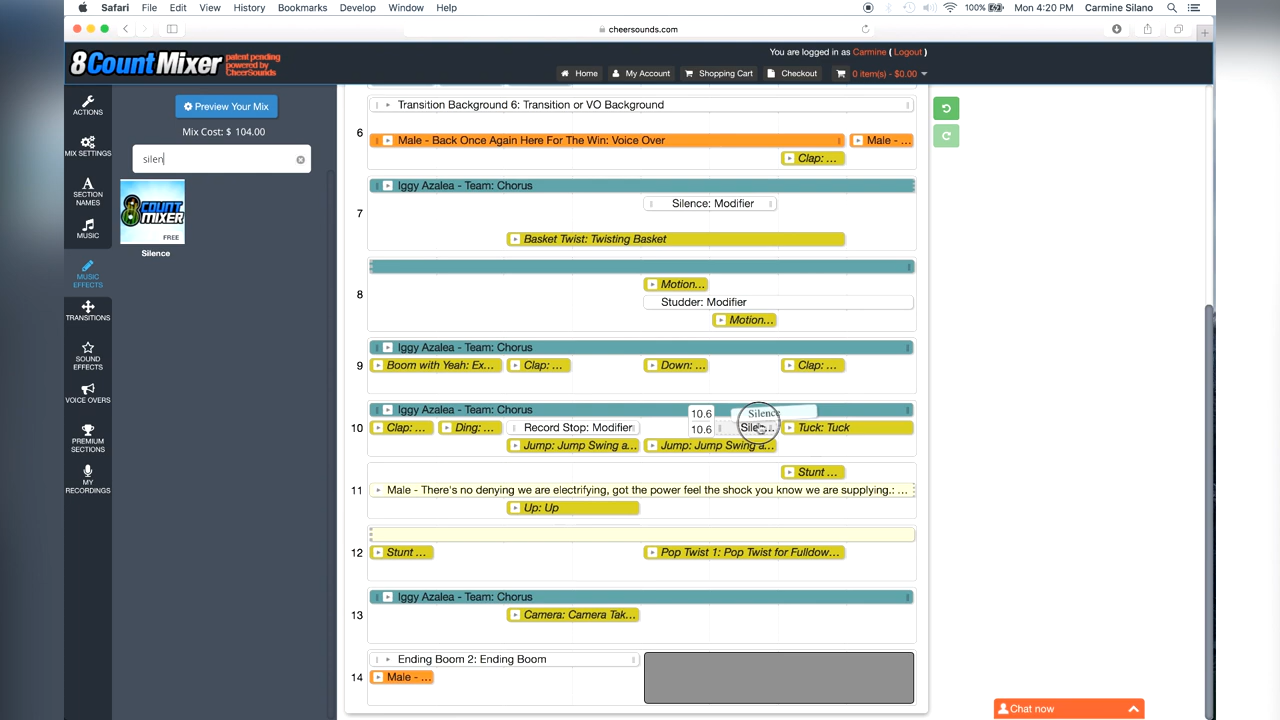 Safari File Edit View History Bookmarks Develop Window Help 100% Mon 4:20 PM Carmine Silano
cheersounds.com
8CountMixer patent pending powered by CheerSounds
You are logged in as Carmine ( Logout )
Home My Account Shopping Cart Checkout 0 item(s) - $0.00
ACTIONS
MIX SETTINGS
SECTION NAMES
MUSIC
MUSIC EFFECTS
TRANSITIONS
SOUND EFFECTS
VOICE OVERS
PREMIUM SECTIONS
MY RECORDINGS
Preview Your Mix
Mix Cost: $ 104.00
silen
8 COUNT MIXER
FREE
Silence
6
Transition Background 6: Transition or VO Background
Male - Back Once Again Here For The Win: Voice Over Male - ...
Clap: ...
7
Iggy Azalea - Team: Chorus
Silence: Modifier
Basket Twist: Twisting Basket
8
Motion...
Studder: Modifier
Motion...
9
Iggy Azalea - Team: Chorus
Boom with Yeah: Ex... Clap: ... Down: ... Clap: ...
10
Iggy Azalea - Team: Chorus 10.6 Silence
Clap: ... Ding: ... Record Stop: Modifier 10.6 Tuck: Tuck
Jump: Jump Swing a... Jump: Jump Swing a...
11
Stunt ...
Male - There's no denying we are electrifying, got the power feel the shock you know we are supplying.: ...
Up: Up
12
Stunt ... Pop Twist 1: Pop Twist for Fulldow...
13
Iggy Azalea - Team: Chorus
Camera: Camera Tak...
14
Ending Boom 2: Ending Boom
Male - ...
Chat now